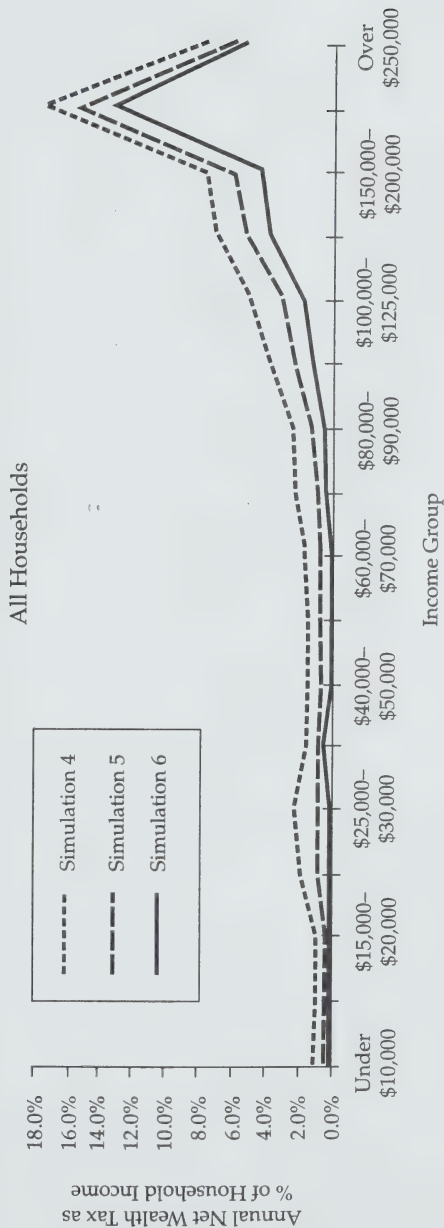 All Households
Annual Net Wealth Tax as
% of Household Income
18.0%
16.0%
14.0%
12.0%
10.0%
8.0%
6.0%
4.0%
2.0%
0.0%
Simulation 4
Simulation 5
Simulation 6
Under
$10,000
$15,000–
$20,000
$25,000–
$30,000
$40,000–
$50,000
$60,000–
$70,000
$80,000–
$90,000
$100,000–
$125,000
$150,000–
$200,000
Over
$250,000
Income Group